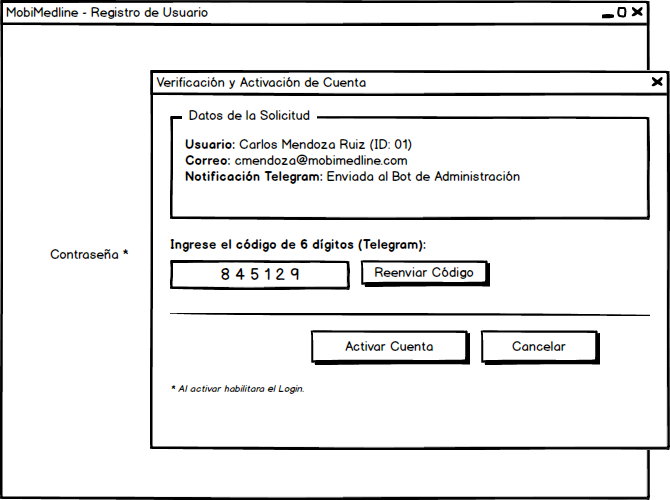 MobiMedline - Registro de Usuario
Verificación y Activación de Cuenta
Datos de la Solicitud
Usuario: Carlos Mendoza Ruiz (ID: 01)
Correo: cmendoza@mobimedline.com
Notificación Telegram: Enviada al Bot de Administración
Contraseña *
Ingrese el código de 6 dígitos (Telegram):
8 4 5 1 2 9
Reenviar Código
Activar Cuenta
Cancelar
* Al activar habilitara el Login.